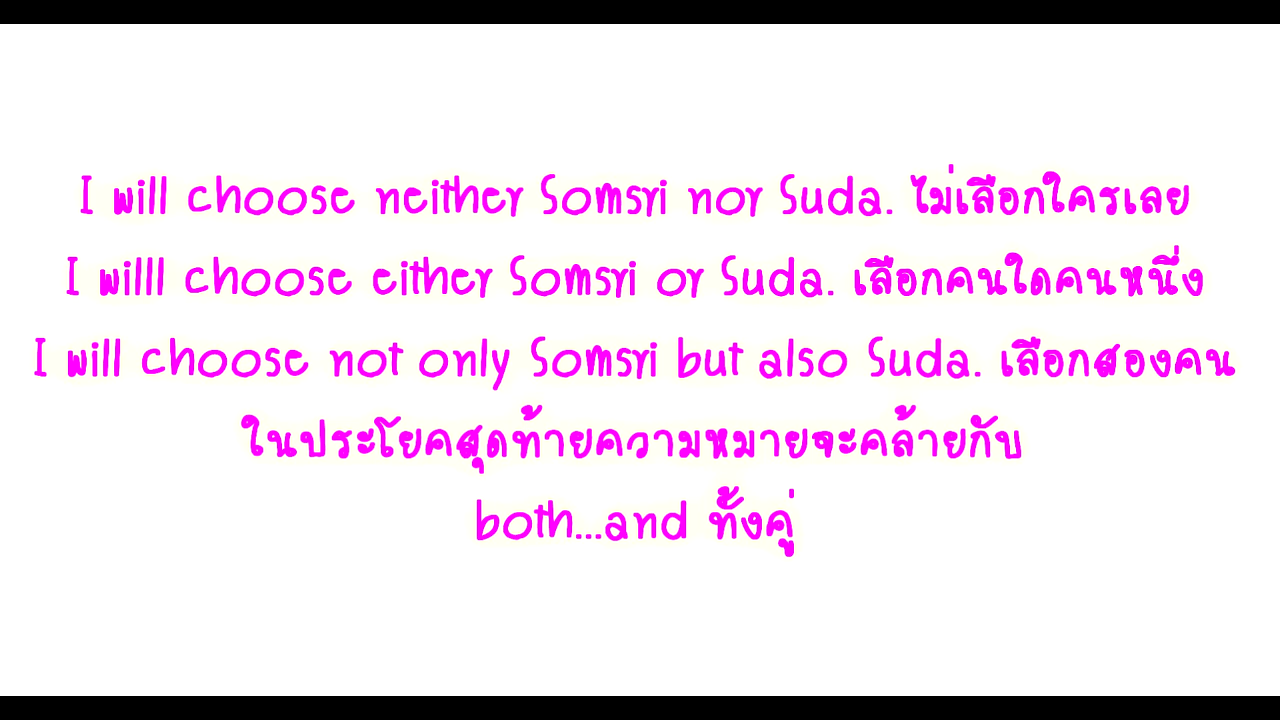 I will choose neither Somsri nor Suda. ไม่เลือกใครเลย
I willl choose either Somsri or Suda. เลือกคนใดคนหนึ่ง
I will choose not only Somsri but also Suda. เลือกสองคน
ในประโยคสุดท้ายความหมายจะคล้ายกับ
both...and ทั้งคู่